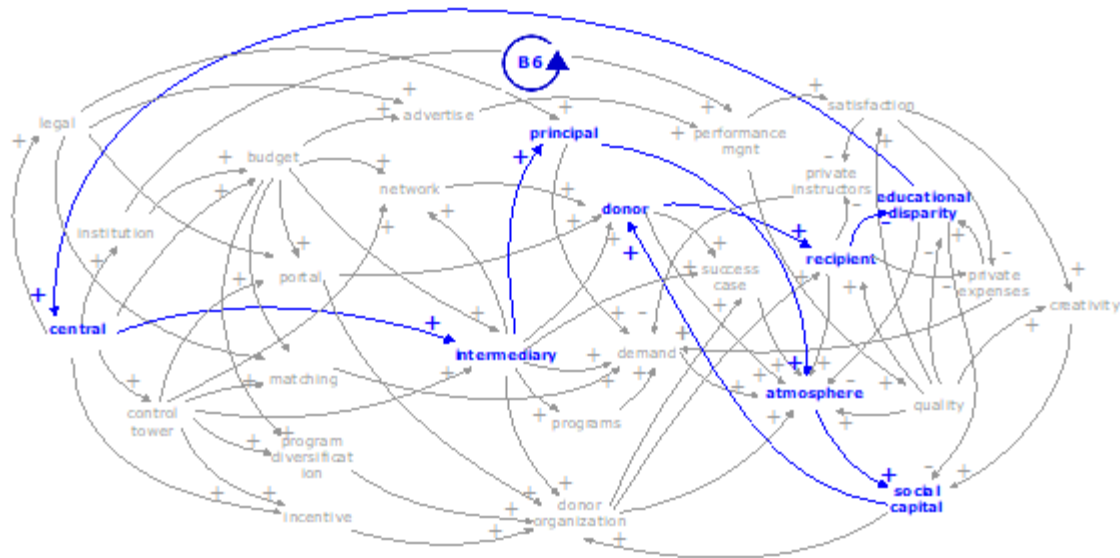 B6
legal
advertise
satisfaction
principal
performance
mgnt
budget
private
instructors
network
educational
disparity
donor
institution
recipient
portal
success
case
private
expenses
creativity
central
intermediary
demand
matching
atmosphere
quality
control
tower
programs
program
diversificat
ion
social
capital
donor
organization
incentive